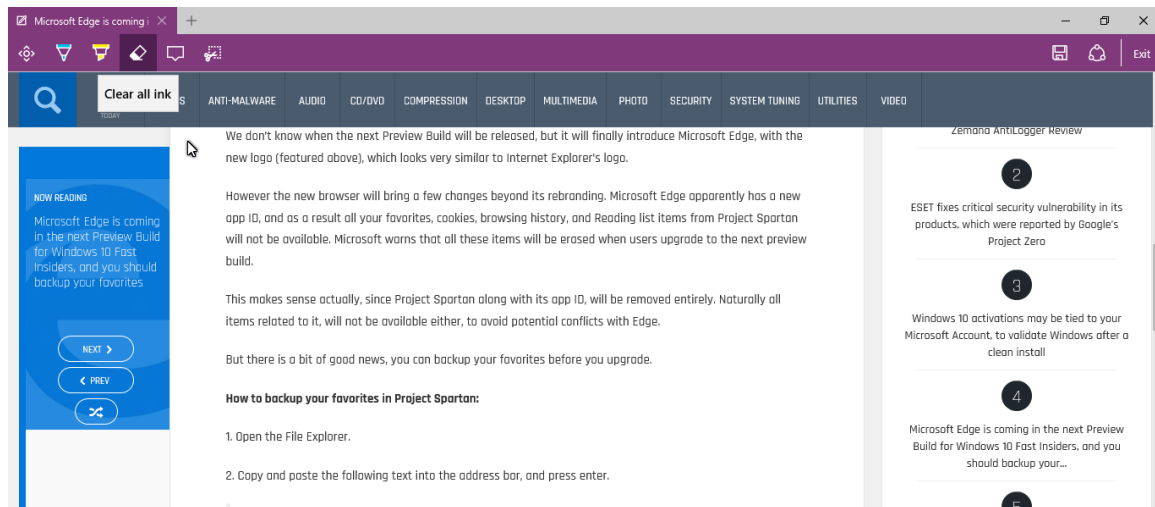 Microsoft Edge is coming i
Exit
Clear all ink
S
ANTI-MALWARE
AUDIO
CD/DVD
COMPRESSION
DESKTOP
MULTIMEDIA
PHOTO
SECURITY
SYSTEM TUNING
UTILITIES
VIDEO
TODAY
NOW READING
Microsoft Edge is coming
in the next Preview Build
for Windows 10 Fast
Insiders, and you should
backup your favorites
NEXT
PREV
We don't know when the next Preview Build will be released, but it will finally introduce Microsoft Edge, with the
new logo (featured above), which looks very similar to Internet Explorer's logo.
However the new browser will bring a few changes beyond its rebranding. Microsoft Edge apparently has a new
app ID, and as a result all your favorites, cookies, browsing history, and Reading list items from Project Spartan
will not be available. Microsoft warns that all these items will be erased when users upgrade to the next preview
build.
This makes sense actually, since Project Spartan along with its app ID, will be removed entirely. Naturally all
items related to it, will not be available either, to avoid potential conflicts with Edge.
But there is a bit of good news, you can backup your favorites before you upgrade.
How to backup your favorites in Project Spartan:
1. Open the File Explorer.
2. Copy and paste the following text into the address bar, and press enter.
Zemana AntiLogger Review
2
ESET fixes critical security vulnerability in its
products, which were reported by Google's
Project Zero
3
Windows 10 activations may be tied to your
Microsoft Account, to validate Windows after a
clean install
4
Microsoft Edge is coming in the next Preview
Build for Windows 10 Fast Insiders, and you
should backup your...
5